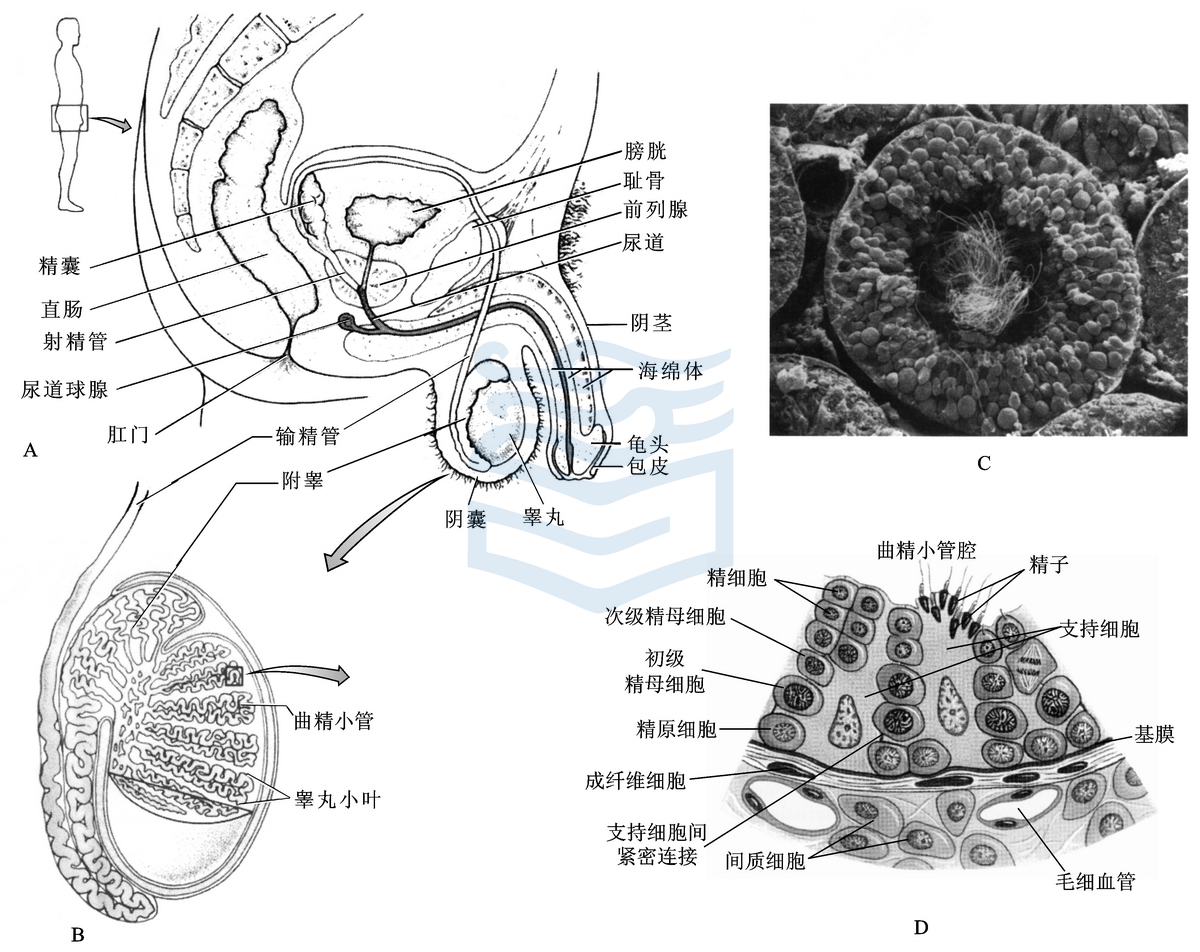 膀胱
耻骨
前列腺
尿道
精囊
直肠
射精管
尿道球腺
肛门
阴茎
海绵体
龟头
包皮
输精管
附睾
阴囊
睾丸
A
曲精小管
睾丸小叶
B
C
曲精小管腔
精子
精细胞
次级精母细胞
支持细胞
初级
精母细胞
精原细胞
基膜
成纤维细胞
支持细胞间
紧密连接
间质细胞
毛细血管
D